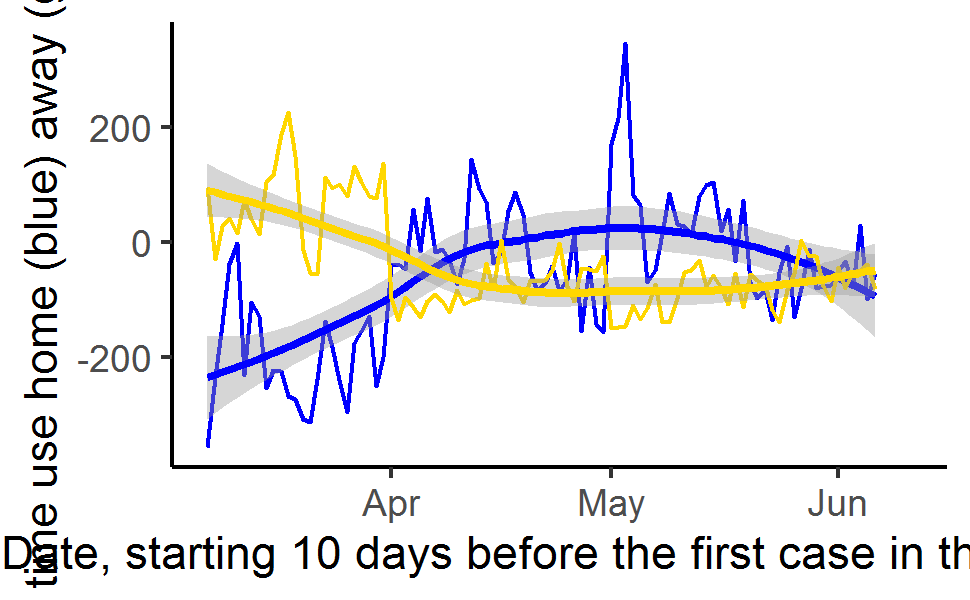 time use home (blue) away (
200
0
-200
Apr May Jun
Date, starting 10 days before the first case in th